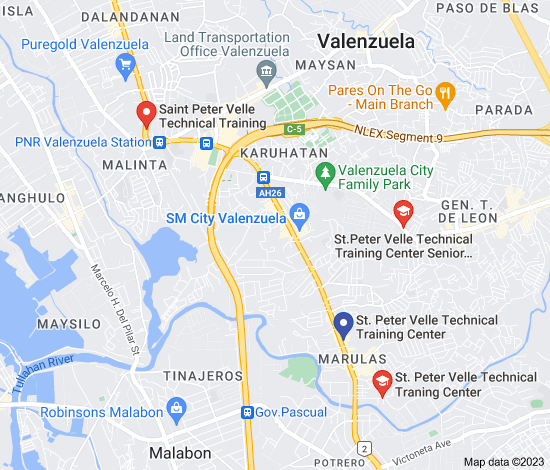 ISLA
DALANDANAN
PASO DE BLAS
Puregold Valenzuela
Land Transportation
Office Valenzuela
Valenzuela
MAYSAN
Pares On The Go
- Main Branch
PARADA
Saint Peter Velle
Technical Training
C-5
NLEX Segment 9
PNR Valenzuela Station
KARUHATAN
MALINTA
Valenzuela City
Family Park
AH26
ANGHULO
GEN. T.
DE LEON
SM City Valenzuela
St.Peter Velle Technical
Training Center Senior...
Marcelo H. Del Pilar St
MAYSILO
St. Peter Velle Technical
Training Center
Tullahan River
MARULAS
TINAJEROS
St. Peter Velle Technical
Traning Center
Robinsons Malabon
Gov.Pascual
Malabon
2
Victoneta Ave
POTRERO
Map data ©2023